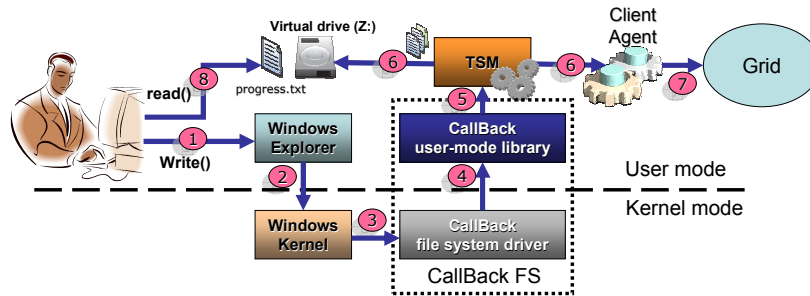 Virtual drive (Z:)
Client
Agent
8
6
TSM
6
7
Grid
progress.txt
read()
5
1
Write()
Windows
Explorer
CallBack
user-mode library
User mode
2
4
Kernel mode
Windows
Kernel
3
CallBack
file system driver
CallBack FS